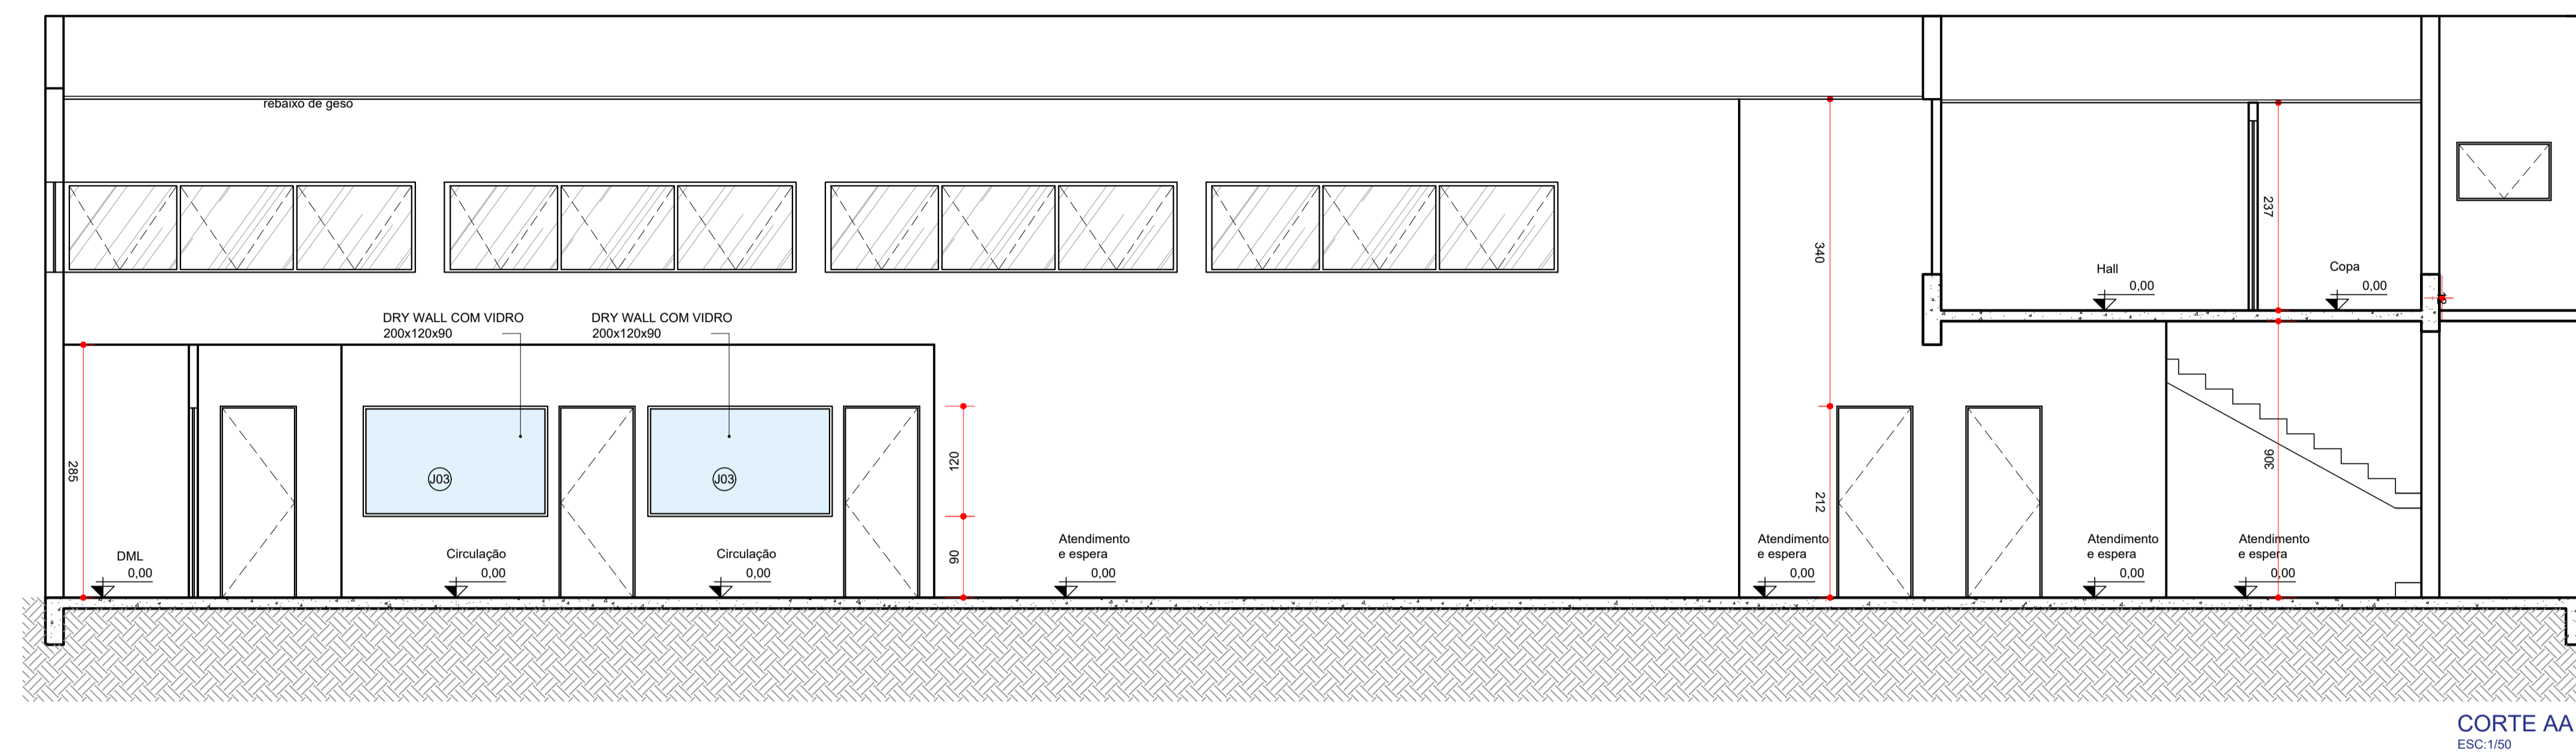 rebaixo de geso
340
237
Hall
0,00
Copa
0,00
DRY WALL COM VIDRO
200x120x90
DRY WALL COM VIDRO
200x120x90
285
J03
J03
120
90
212
306
DML
0,00
Circulação
0,00
Circulação
0,00
Atendimento
e espera
0,00
Atendimento
e espera
0,00
Atendimento
e espera
0,00
Atendimento
e espera
0,00
CORTE AA
ESC:1/50